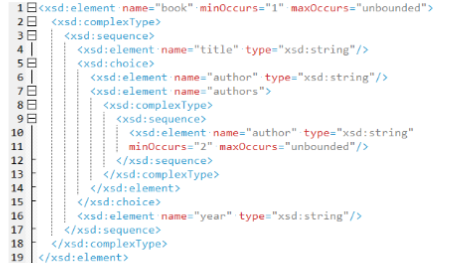 1 <xsd:element name="book" minOccurs="1" maxOccurs="unbounded">
2 <xsd:complexType>
3 <xsd:sequence>
4 <xsd:element name="title" type="xsd:string"/>
5 <xsd:choice>
6 <xsd:element name="author" type="xsd:string"/>
7 <xsd:element name="authors">
8 <xsd:complexType>
9 <xsd:sequence>
10 <xsd:element name="author" type="xsd:string"
11 minOccurs="2" maxOccurs="unbounded"/>
12 </xsd:sequence>
13 </xsd:complexType>
14 </xsd:element>
15 </xsd:choice>
16 <xsd:element name="year" type="xsd:string"/>
17 </xsd:sequence>
18 </xsd:complexType>
19 </xsd:element>